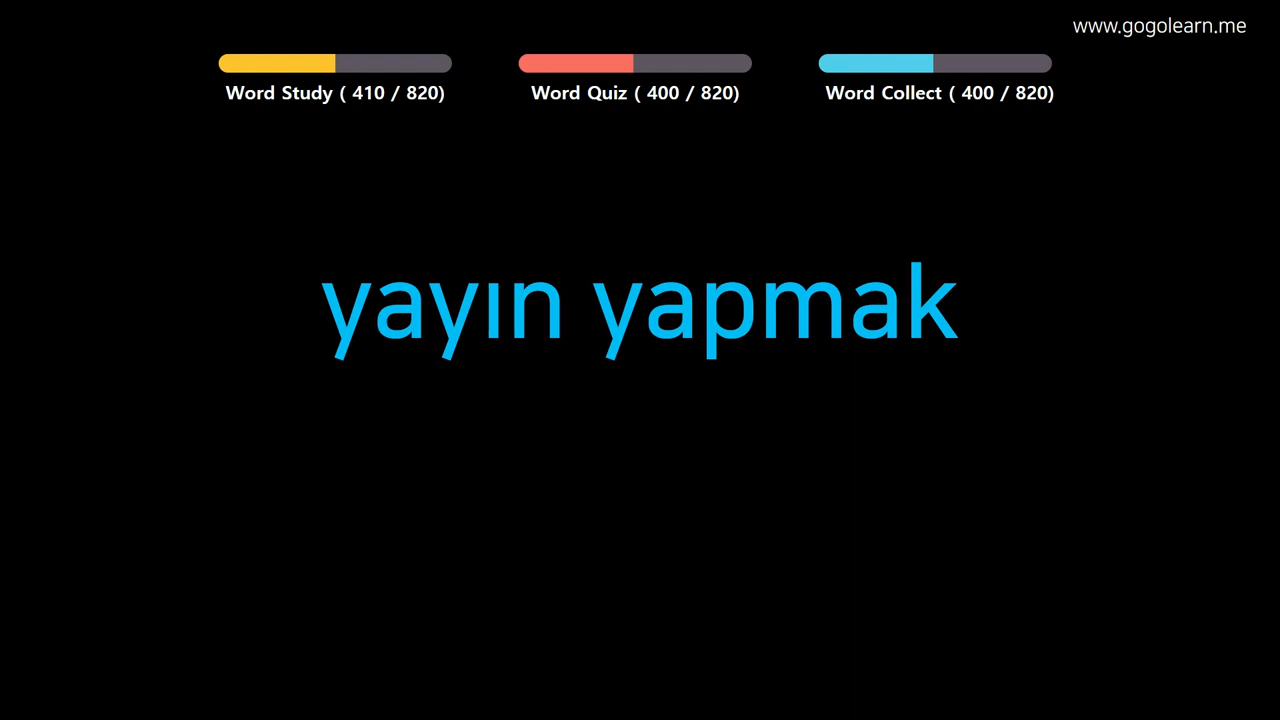 www.gogolearn.me
Word Study ( 410 / 820)
Word Quiz ( 400 / 820)
Word Collect ( 400 / 820)
yayın yapmak